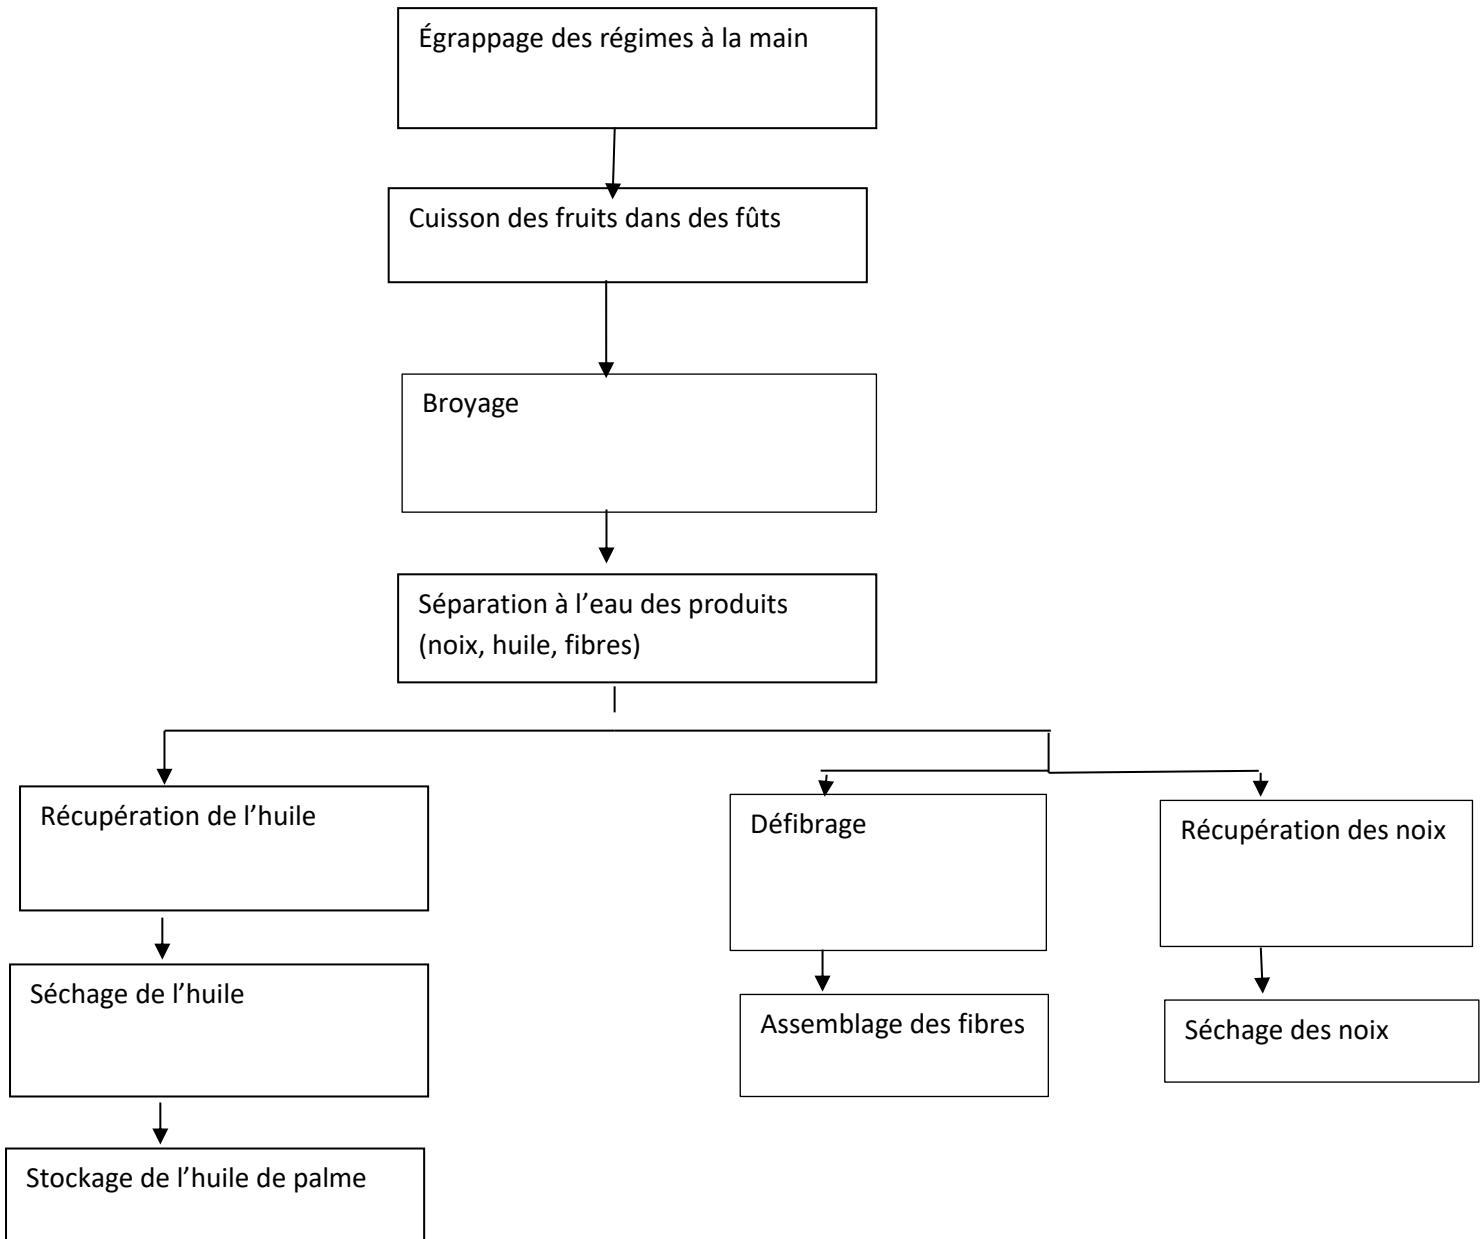 Égrappage des régimes à la main
Cuisson des fruits dans des fûts
Broyage
Séparation à l’eau des produits
(noix, huile, fibres)
Récupération de l’huile
Défibrage
Récupération des noix
Séchage de l’huile
Assemblage des fibres
Séchage des noix
Stockage de l’huile de palme